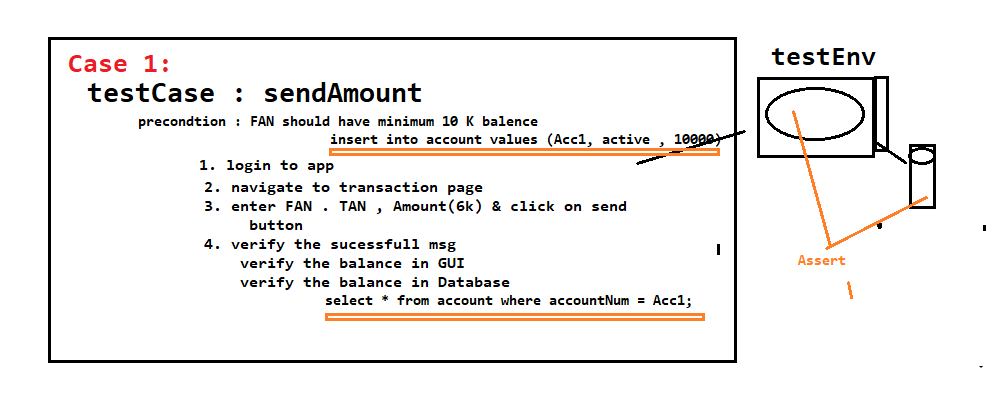 Case 1:
testCase : sendAmount
precondtion : FAN should have minimum 10 K balence
insert into account values (Acc1, active , 10000)
1. login to app
2. navigate to transaction page
3. enter FAN . TAN , Amount(6k) & click on send
button
4. verify the sucessfull msg
verify the balance in GUI
verify the balance in Database
select * from account where accountNum = Acc1;
testEnv
Assert